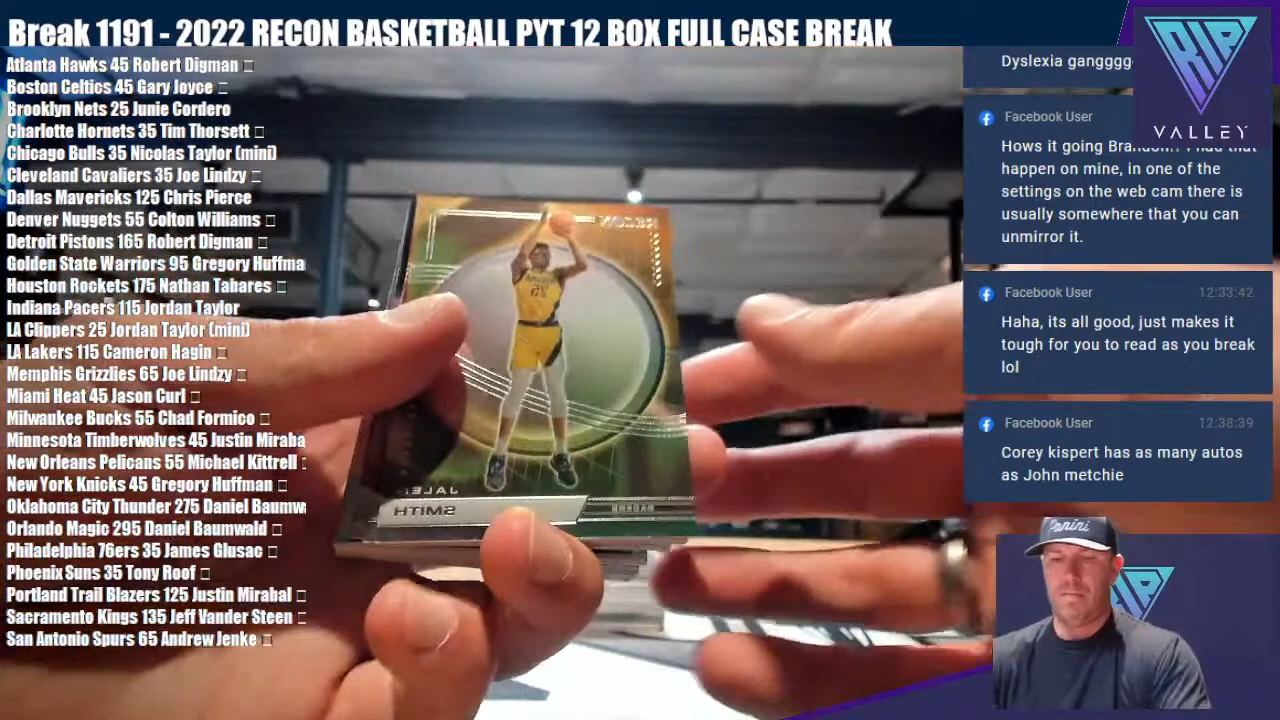 Break 1191 - 2022 RECON BASKETBALL PYT 12 BOX FULL CASE BREAK
Atlanta Hawks 45 Robert Digman
Boston Celtics 45 Gary Joyce
Brooklyn Nets 25 Junie Cordero
Charlotte Hornets 35 Tim Thorsett
Chicago Bulls 35 Nicolas Taylor (mini)
Cleveland Cavaliers 35 Joe Lindzy
Dallas Mavericks 125 Chris Pierce
Denver Nuggets 55 Colton Williams
Detroit Pistons 165 Robert Digman
Golden State Warriors 95 Gregory Huffma
Houston Rockets 175 Nathan Tabares
Indiana Pacers 115 Jordan Taylor
LA Clippers 25 Jordan Taylor (mini)
LA Lakers 115 Cameron Hagin
Memphis Grizzlies 65 Joe Lindzy
Miami Heat 45 Jason Curl
Milwaukee Bucks 55 Chad Formico
Minnesota Timberwolves 45 Justin Miraba
New Orleans Pelicans 55 Michael Kittrell
New York Knicks 45 Gregory Huffman
Oklahoma City Thunder 275 Daniel Baumw
Orlando Magic 295 Daniel Baumwald
Philadelphia 76ers 35 James Glusac
Phoenix Suns 35 Tony Roof
Portland Trail Blazers 125 Justin Mirabal
Sacramento Kings 135 Jeff Vander Steen
San Antonio Spurs 65 Andrew Jenke
RECON
JALE
SMITH
Dyslexia gangggg
Facebook User
Hows it going Brandon!! I had that
happen on mine, in one of the
settings on the web cam there is
usually somewhere that you can
unmirror it.
Facebook User 12:33:42
Haha, its all good, just makes it
tough for you to read as you break
lol
Facebook User 12:38:39
Corey kispert has as many autos
as John metchie
RIP
VALLEY
Panini
RIP